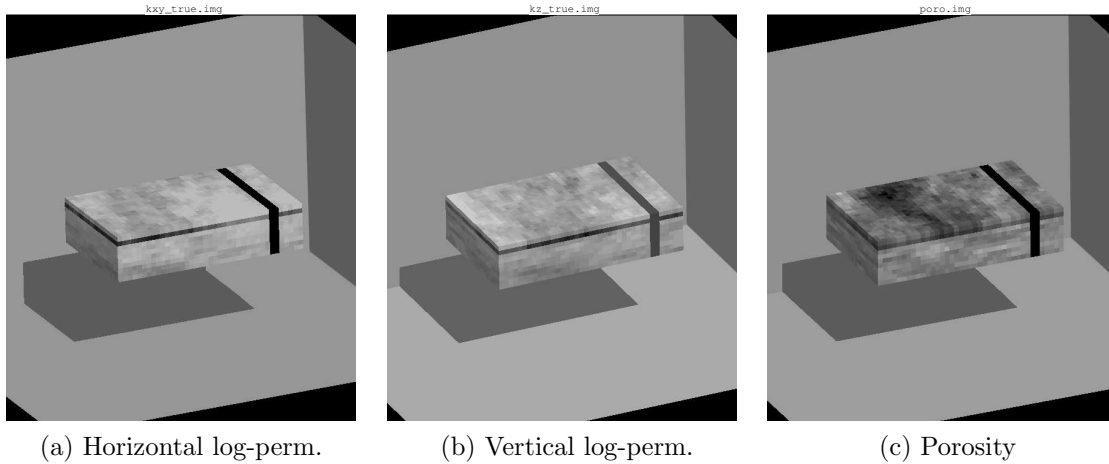 kxy_true.img
kz_true.img
poro.img
(a) Horizontal log-perm.
(b) Vertical log-perm.
(c) Porosity